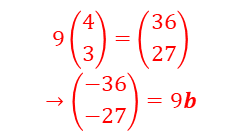 9(4 3) = (36 27)
→ (−36 −27) = 9b